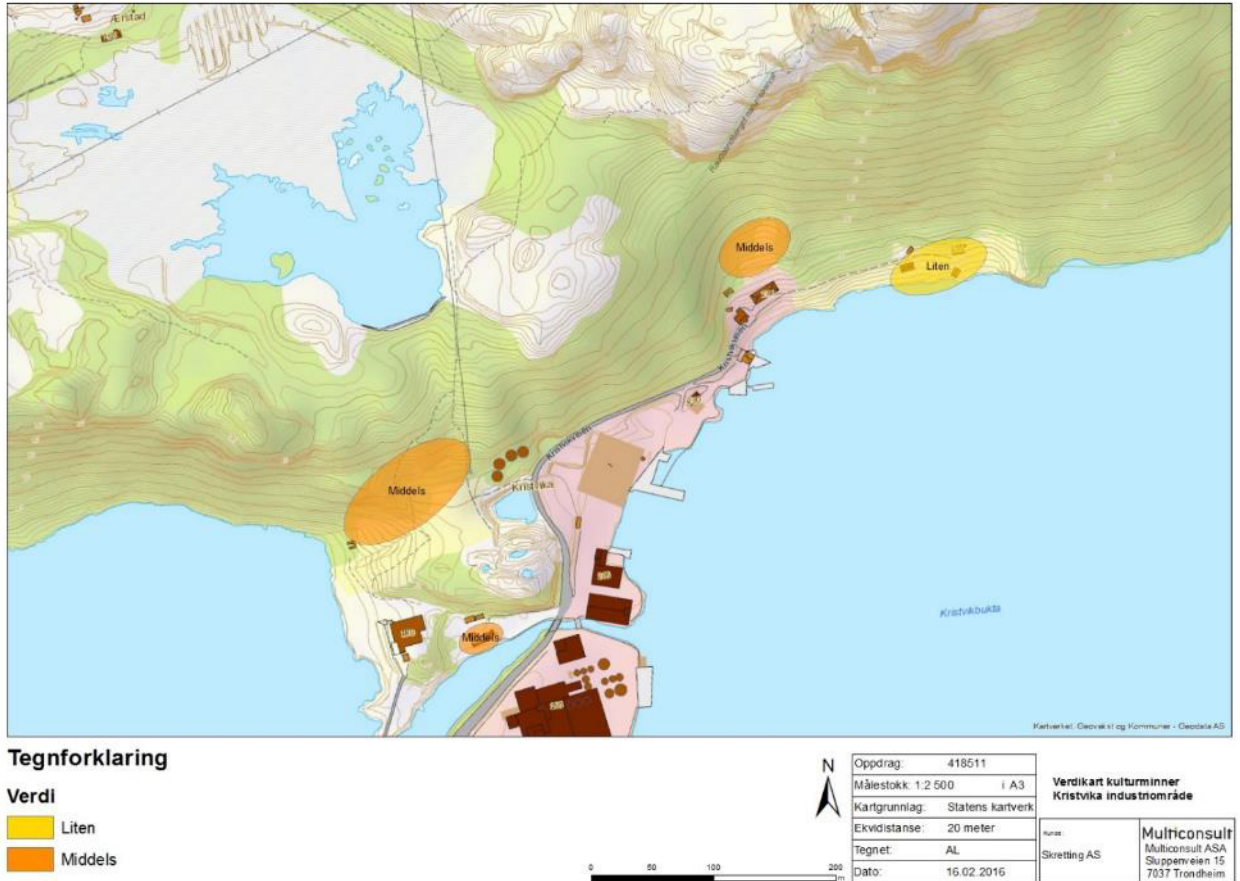 Ærstad
Middels
Liten
Middels
Kristvikveien
Kristvika
Middels
Kristvikbukta
Kartverket, Geovekst og Kommuner - Geodata AS
Tegnforklaring
Verdi
Liten
Middels
N
0 50 100 200
m
Oppdrag: 418511
Målestokk: 1:2 500 i A3
Kartgrunnlag: Statens kartverk
Ekvidistanse: 20 meter
Tegnet: AL
Dato: 16.02.2016
Verdikart kulturminner
Kristvika industriområde
Kunde:
Skretting AS
Multiconsult
Multiconsult ASA
Sluppenveien 15
7037 Trondheim